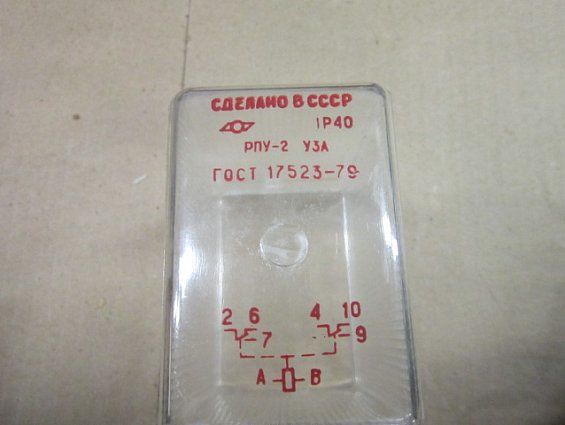 СДЕЛАНО В СССР
IP40
РПУ-2 У3А
ГОСТ 17523-79
2 6 4 10
7 9
А В